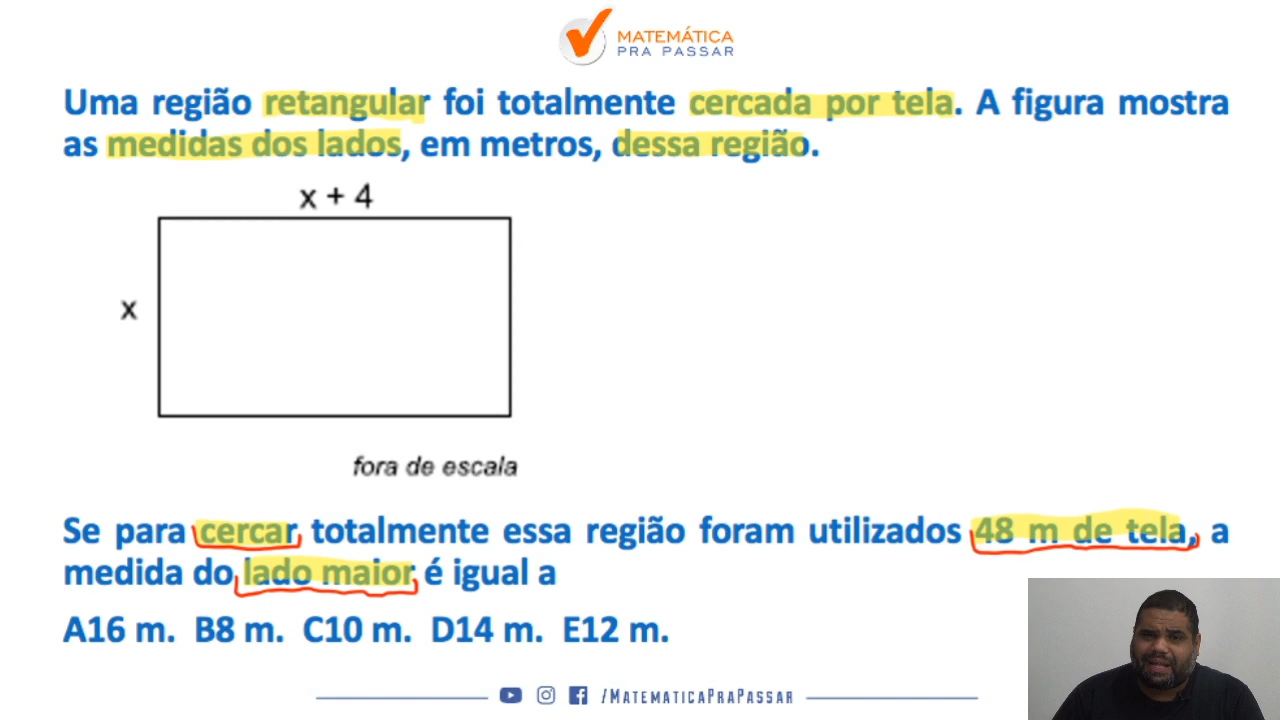 MATEMÁTICA
PRA PASSAR
Uma região retangular foi totalmente cercada por tela. A figura mostra
as medidas dos lados, em metros, dessa região.
x + 4
x
fora de escala
Se para cercar totalmente essa região foram utilizados 48 m de tela, a
medida do lado maior é igual a
A16 m. B8 m. C10 m. D14 m. E12 m.
/MATEMATICAPRAPASSAR